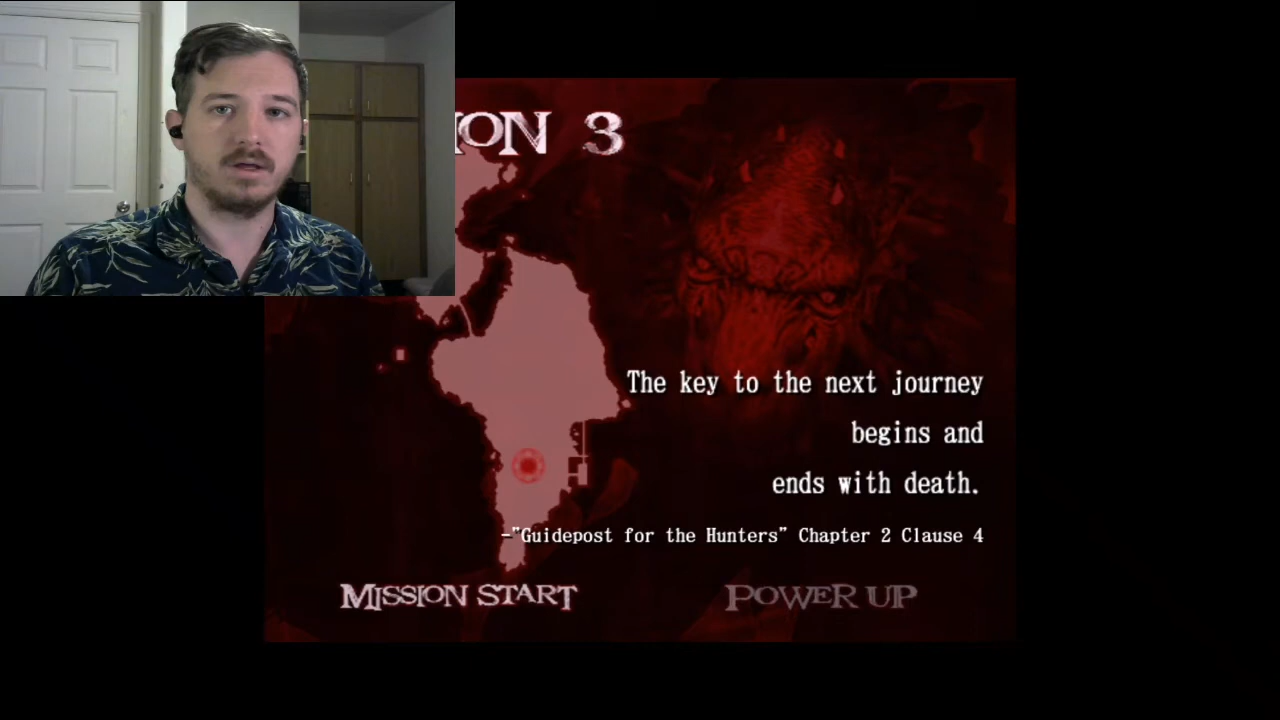 ION 3
The key to the next journey
begins and
ends with death.
-"Guidepost for the Hunters" Chapter 2 Clause 4
MISSION START
POWER UP